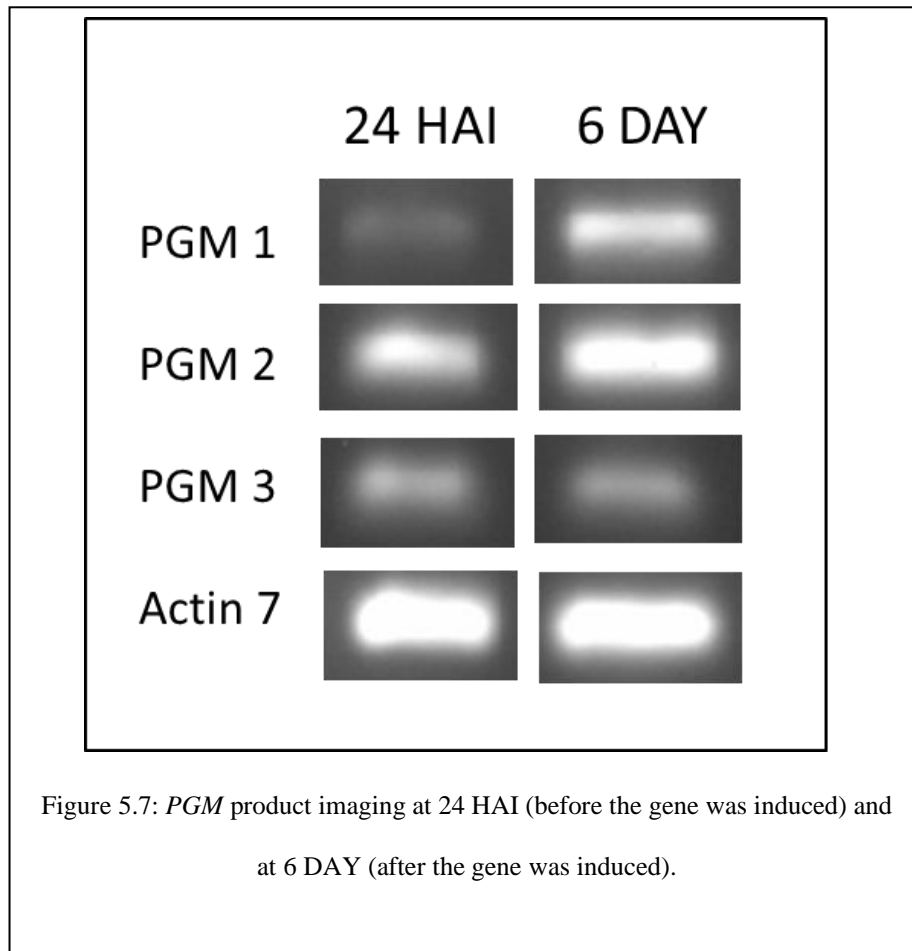 24 HAI 6 DAY
PGM 1
PGM 2
PGM 3
Actin 7
Figure 5.7: PGM product imaging at 24 HAI (before the gene was induced) and
at 6 DAY (after the gene was induced).